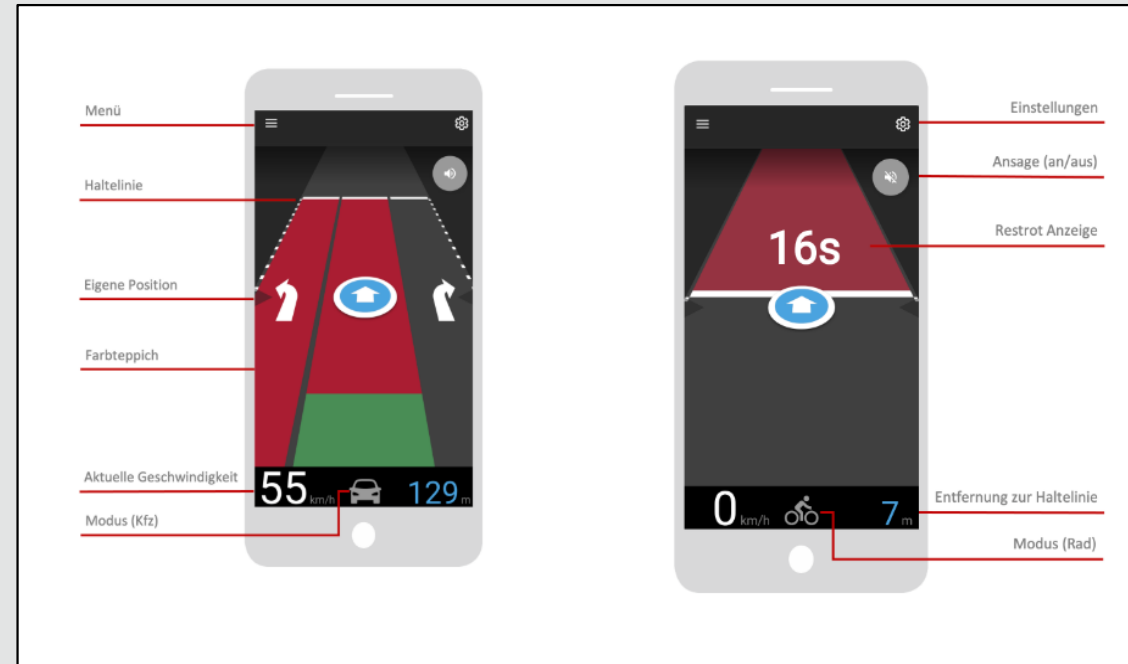 Menü
Haltelinie
Eigene Position
Farbteppich
Aktuelle Geschwindigkeit
Modus (Kfz)
55 km/h
129 m
16s
0 km/h
7 m
Einstellungen
Ansage (an/aus)
Restrot Anzeige
Entfernung zur Haltelinie
Modus (Rad)